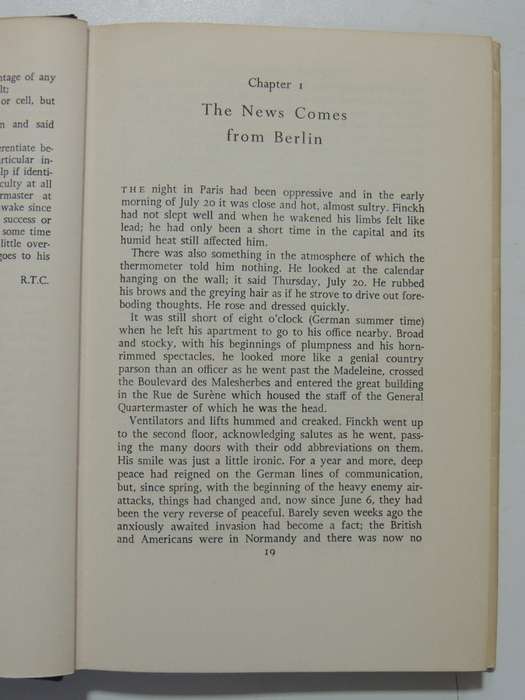 ntage of any
lt;
or cell, but
n and said
erentiate be-
rticular in-
lp if identi-
culty at all
rmaster at
wake since
success or
some time
little over-
goes to his
R.T.C.
Chapter 1
The News Comes
from Berlin
THE night in Paris had been oppressive and in the early
morning of July 20 it was close and hot, almost sultry. Finckh
had not slept well and when he wakened his limbs felt like
lead; he had only been a short time in the capital and its
humid heat still affected him.
There was also something in the atmosphere of which the
thermometer told him nothing. He looked at the calendar
hanging on the wall; it said Thursday, July 20. He rubbed
his brows and the greying hair as if he strove to drive out fore-
boding thoughts. He rose and dressed quickly.
It was still short of eight o'clock (German summer time)
when he left his apartment to go to his office nearby. Broad
and stocky, with his beginnings of plumpness and his horn-
rimmed spectacles, he looked more like a genial country
parson than an officer as he went past the Madeleine, crossed
the Boulevard des Malesherbes and entered the great building
in the Rue de Surène which housed the staff of the General
Quartermaster of which he was the head.
Ventilators and lifts hummed and creaked. Finckh went up
to the second floor, acknowledging salutes as he went, pass-
ing the many doors with their odd abbreviations on them.
His smile was just a little ironic. For a year and more, deep
peace had reigned on the German lines of communication,
but, since spring, with the beginning of the heavy enemy air-
attacks, things had changed and, now since June 6, they had
been the very reverse of peaceful. Barely seven weeks ago the
anxiously awaited invasion had become a fact; the British
and Americans were in Normandy and there was now no
19